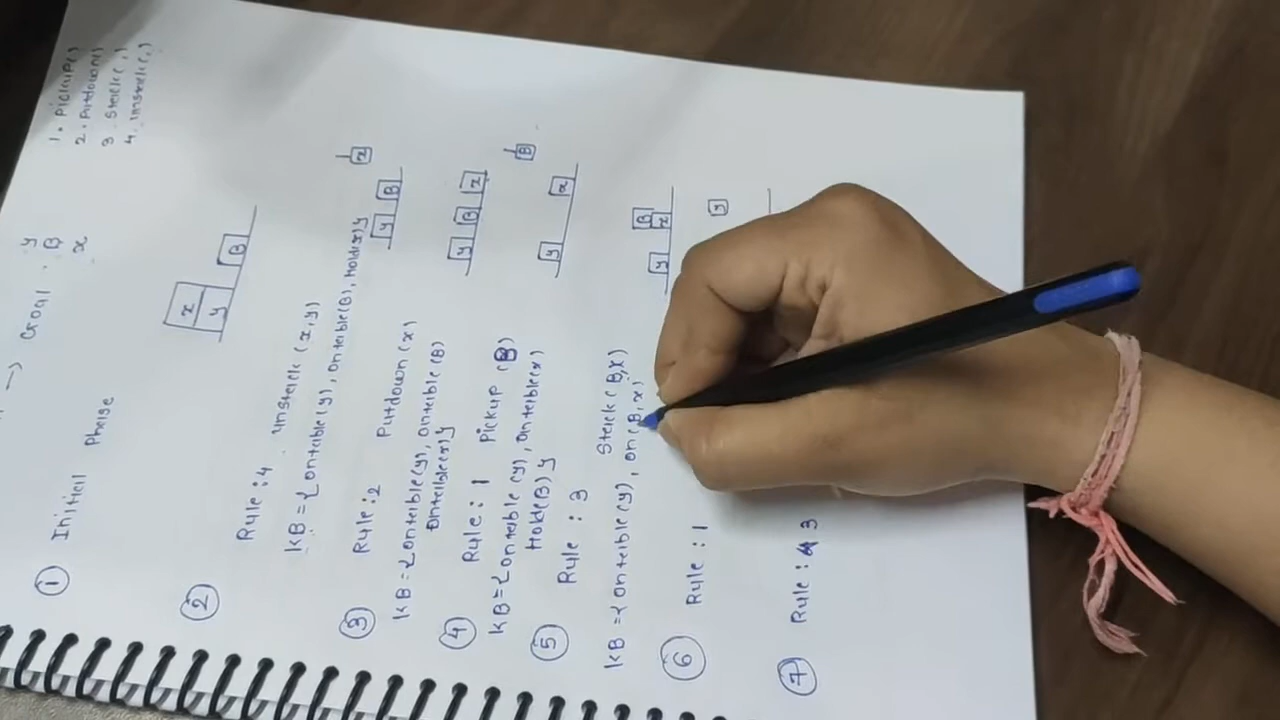 → Goal . y
B
x
1. Pickup()
2. Putdown()
3. Stack(,)
4. Unstack(,)
① Initial Phase
x
y B
② Rule : 4 . Unstack (x,y)
KB = {ontable(y), ontable(B), Hold(x)}
x
y B
③ Rule : 2 Putdown (x)
KB = {ontable(y), ontable(B)
ontable(x)}
y B x
④ Rule : 1 Pickup (B)
KB = {ontable(y), ontable(x)
Hold(B)}
B
y x
⑤ Rule : 3 Stack (B,x)
KB = {ontable(y), on(B,x)
B
y x
⑥ Rule : 1
y
⑦ Rule : 3